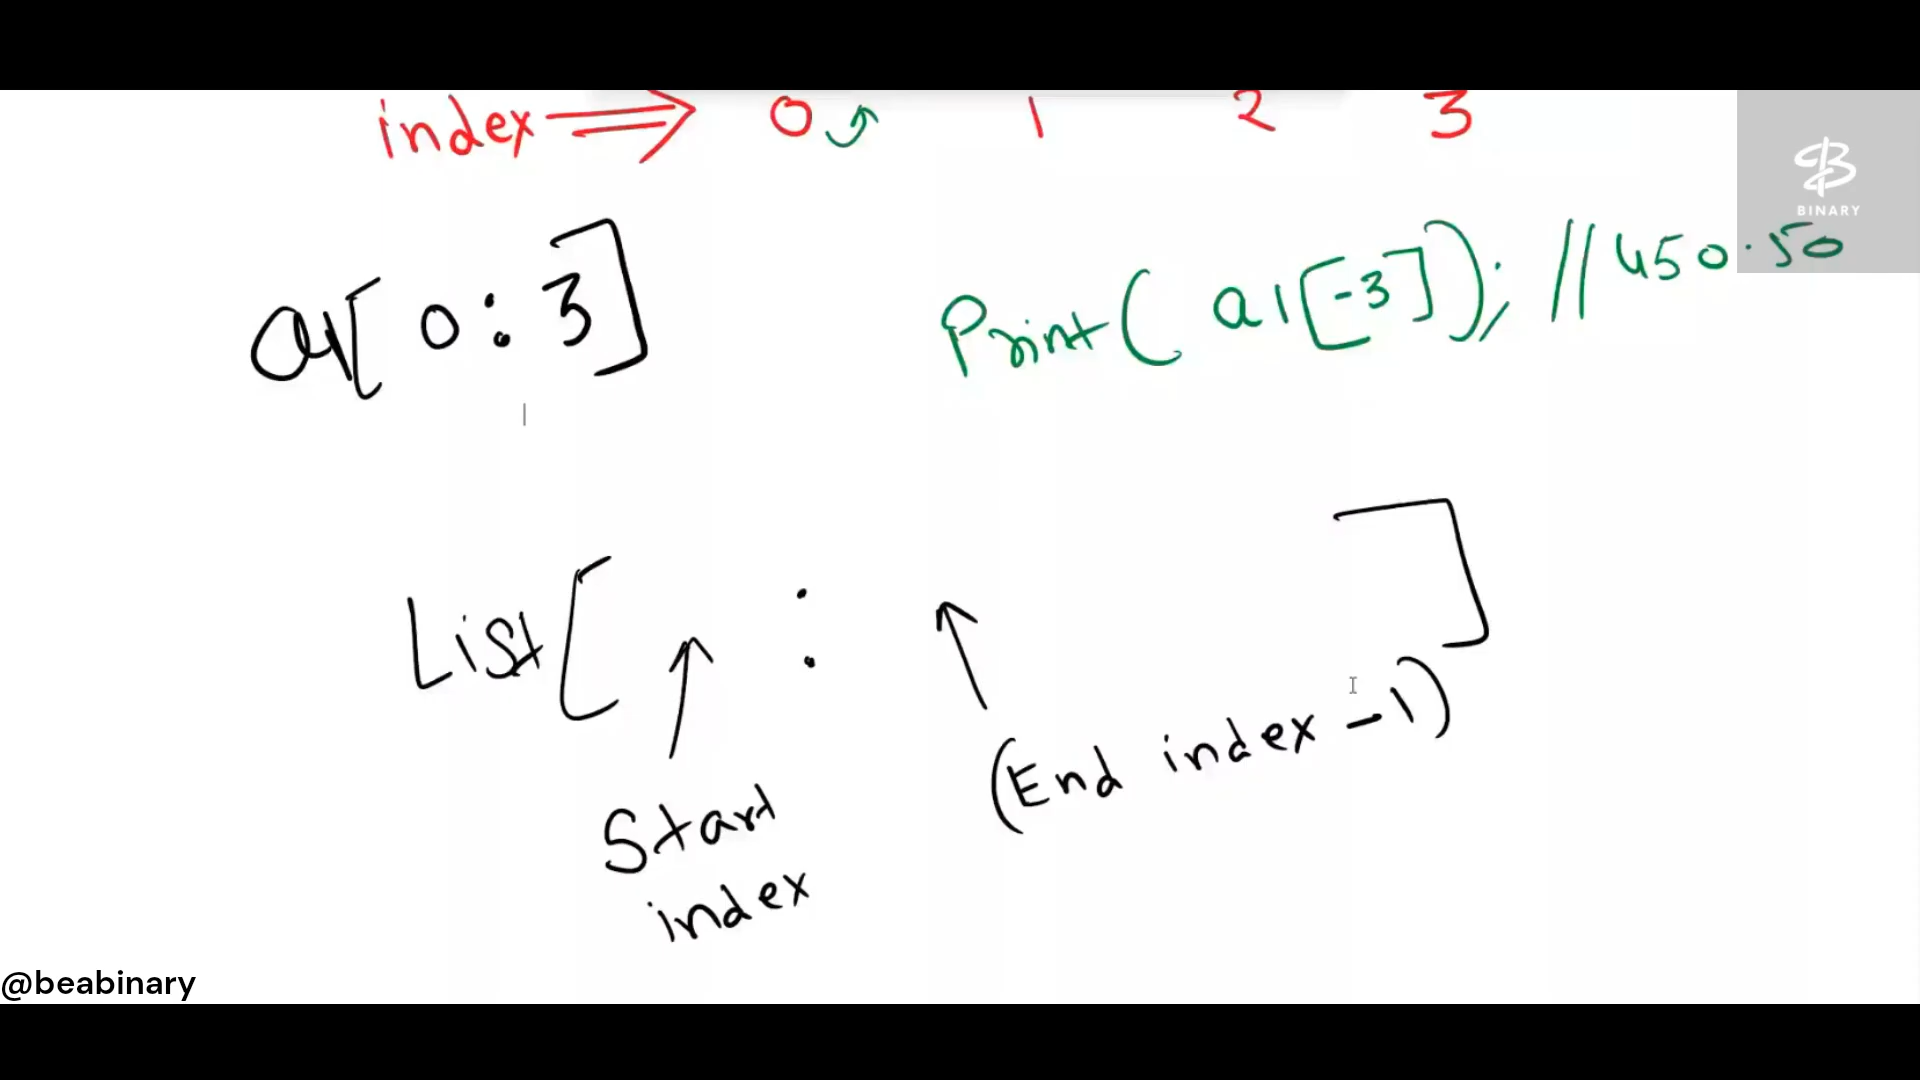 index ⟹ 0 1 2 3
BINARY
a1[0:3]
Print(a1[-3]); //450.50
List[ : ]
(End index -1)
Start
index
@beabinary